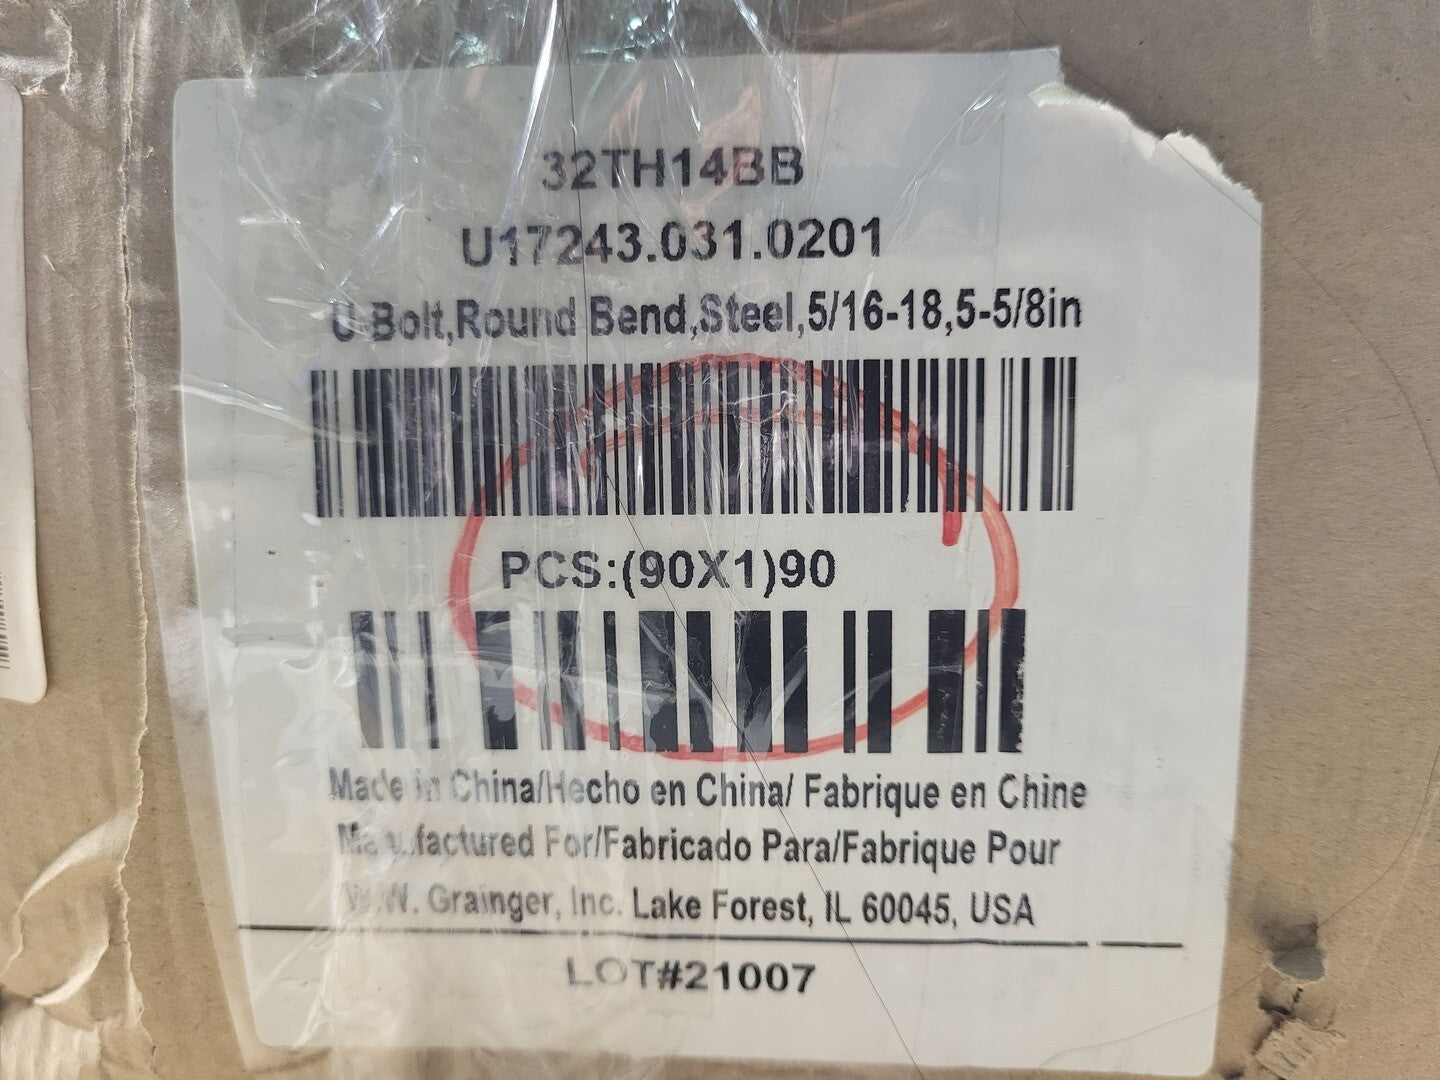 32TH14BB
U17243.031.0201
U-Bolt,Round Bend,Steel,5/16-18,5-5/8in
PCS:(90X1)90
Made in China/Hecho en China/ Fabrique en Chine
Manufactured For/Fabricado Para/Fabrique Pour
W.W. Grainger, Inc. Lake Forest, IL 60045, USA
LOT#21007